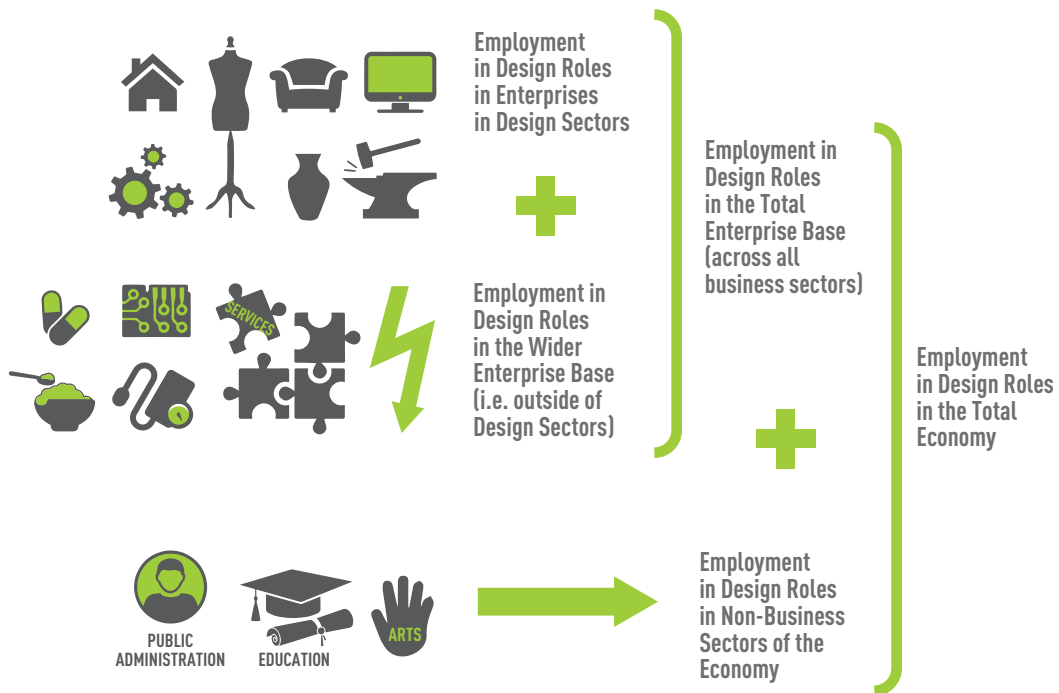 Employment
in Design Roles
in Enterprises
in Design Sectors
Employment in
Design Roles
in the Total
Enterprise Base
(across all
business sectors)
SERVICES
Employment in
Design Roles
in the Wider
Enterprise Base
(i.e. outside of
Design Sectors)
Employment
in Design Roles
in the Total
Economy
PUBLIC
ADMINISTRATION
EDUCATION
ARTS
Employment
in Design Roles
in Non-Business
Sectors of the
Economy